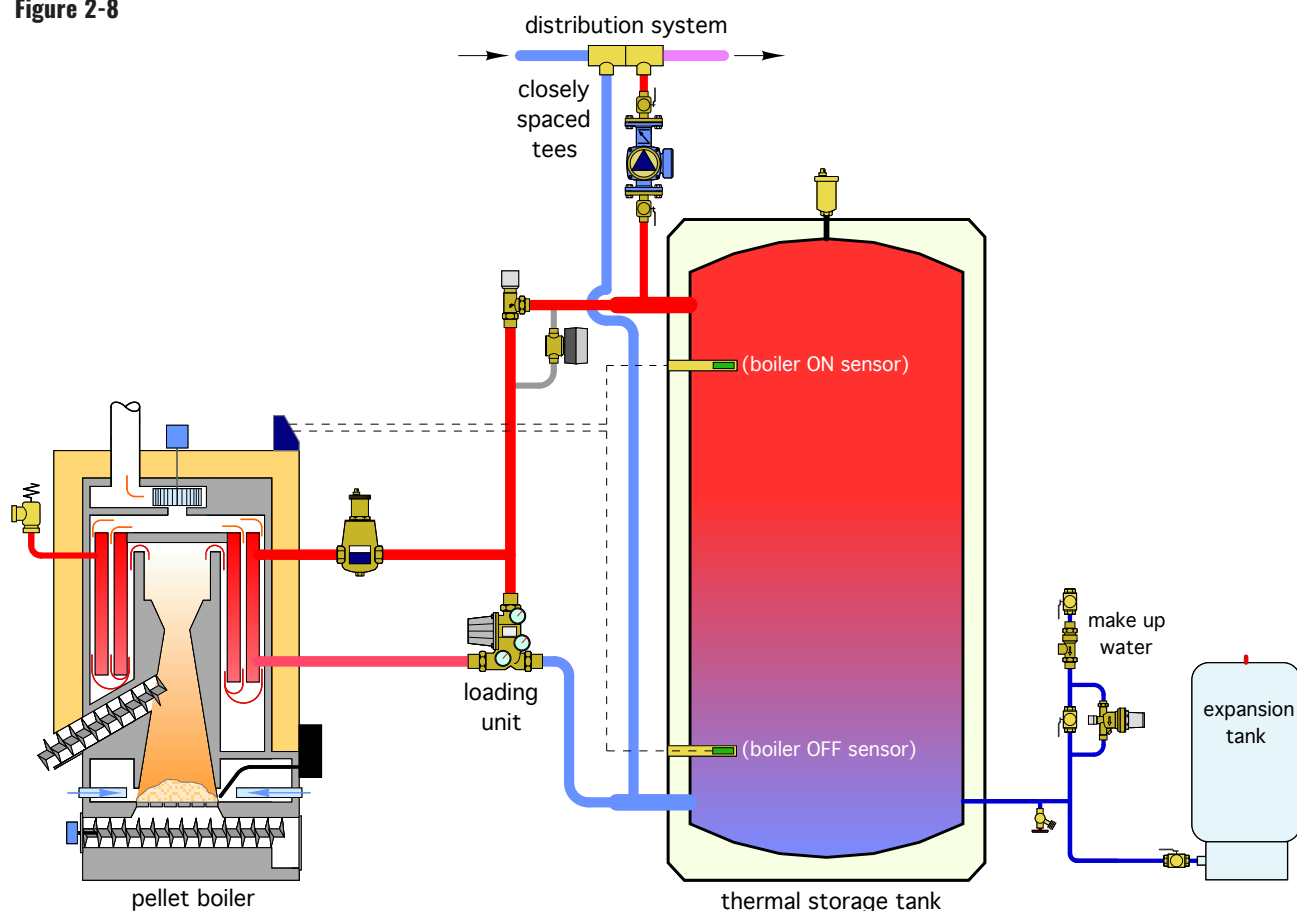 Figure 2-8
distribution system
closely
spaced
tees
(boiler ON sensor)
make up
water
loading
unit
expansion
tank
(boiler OFF sensor)
pellet boiler
thermal storage tank